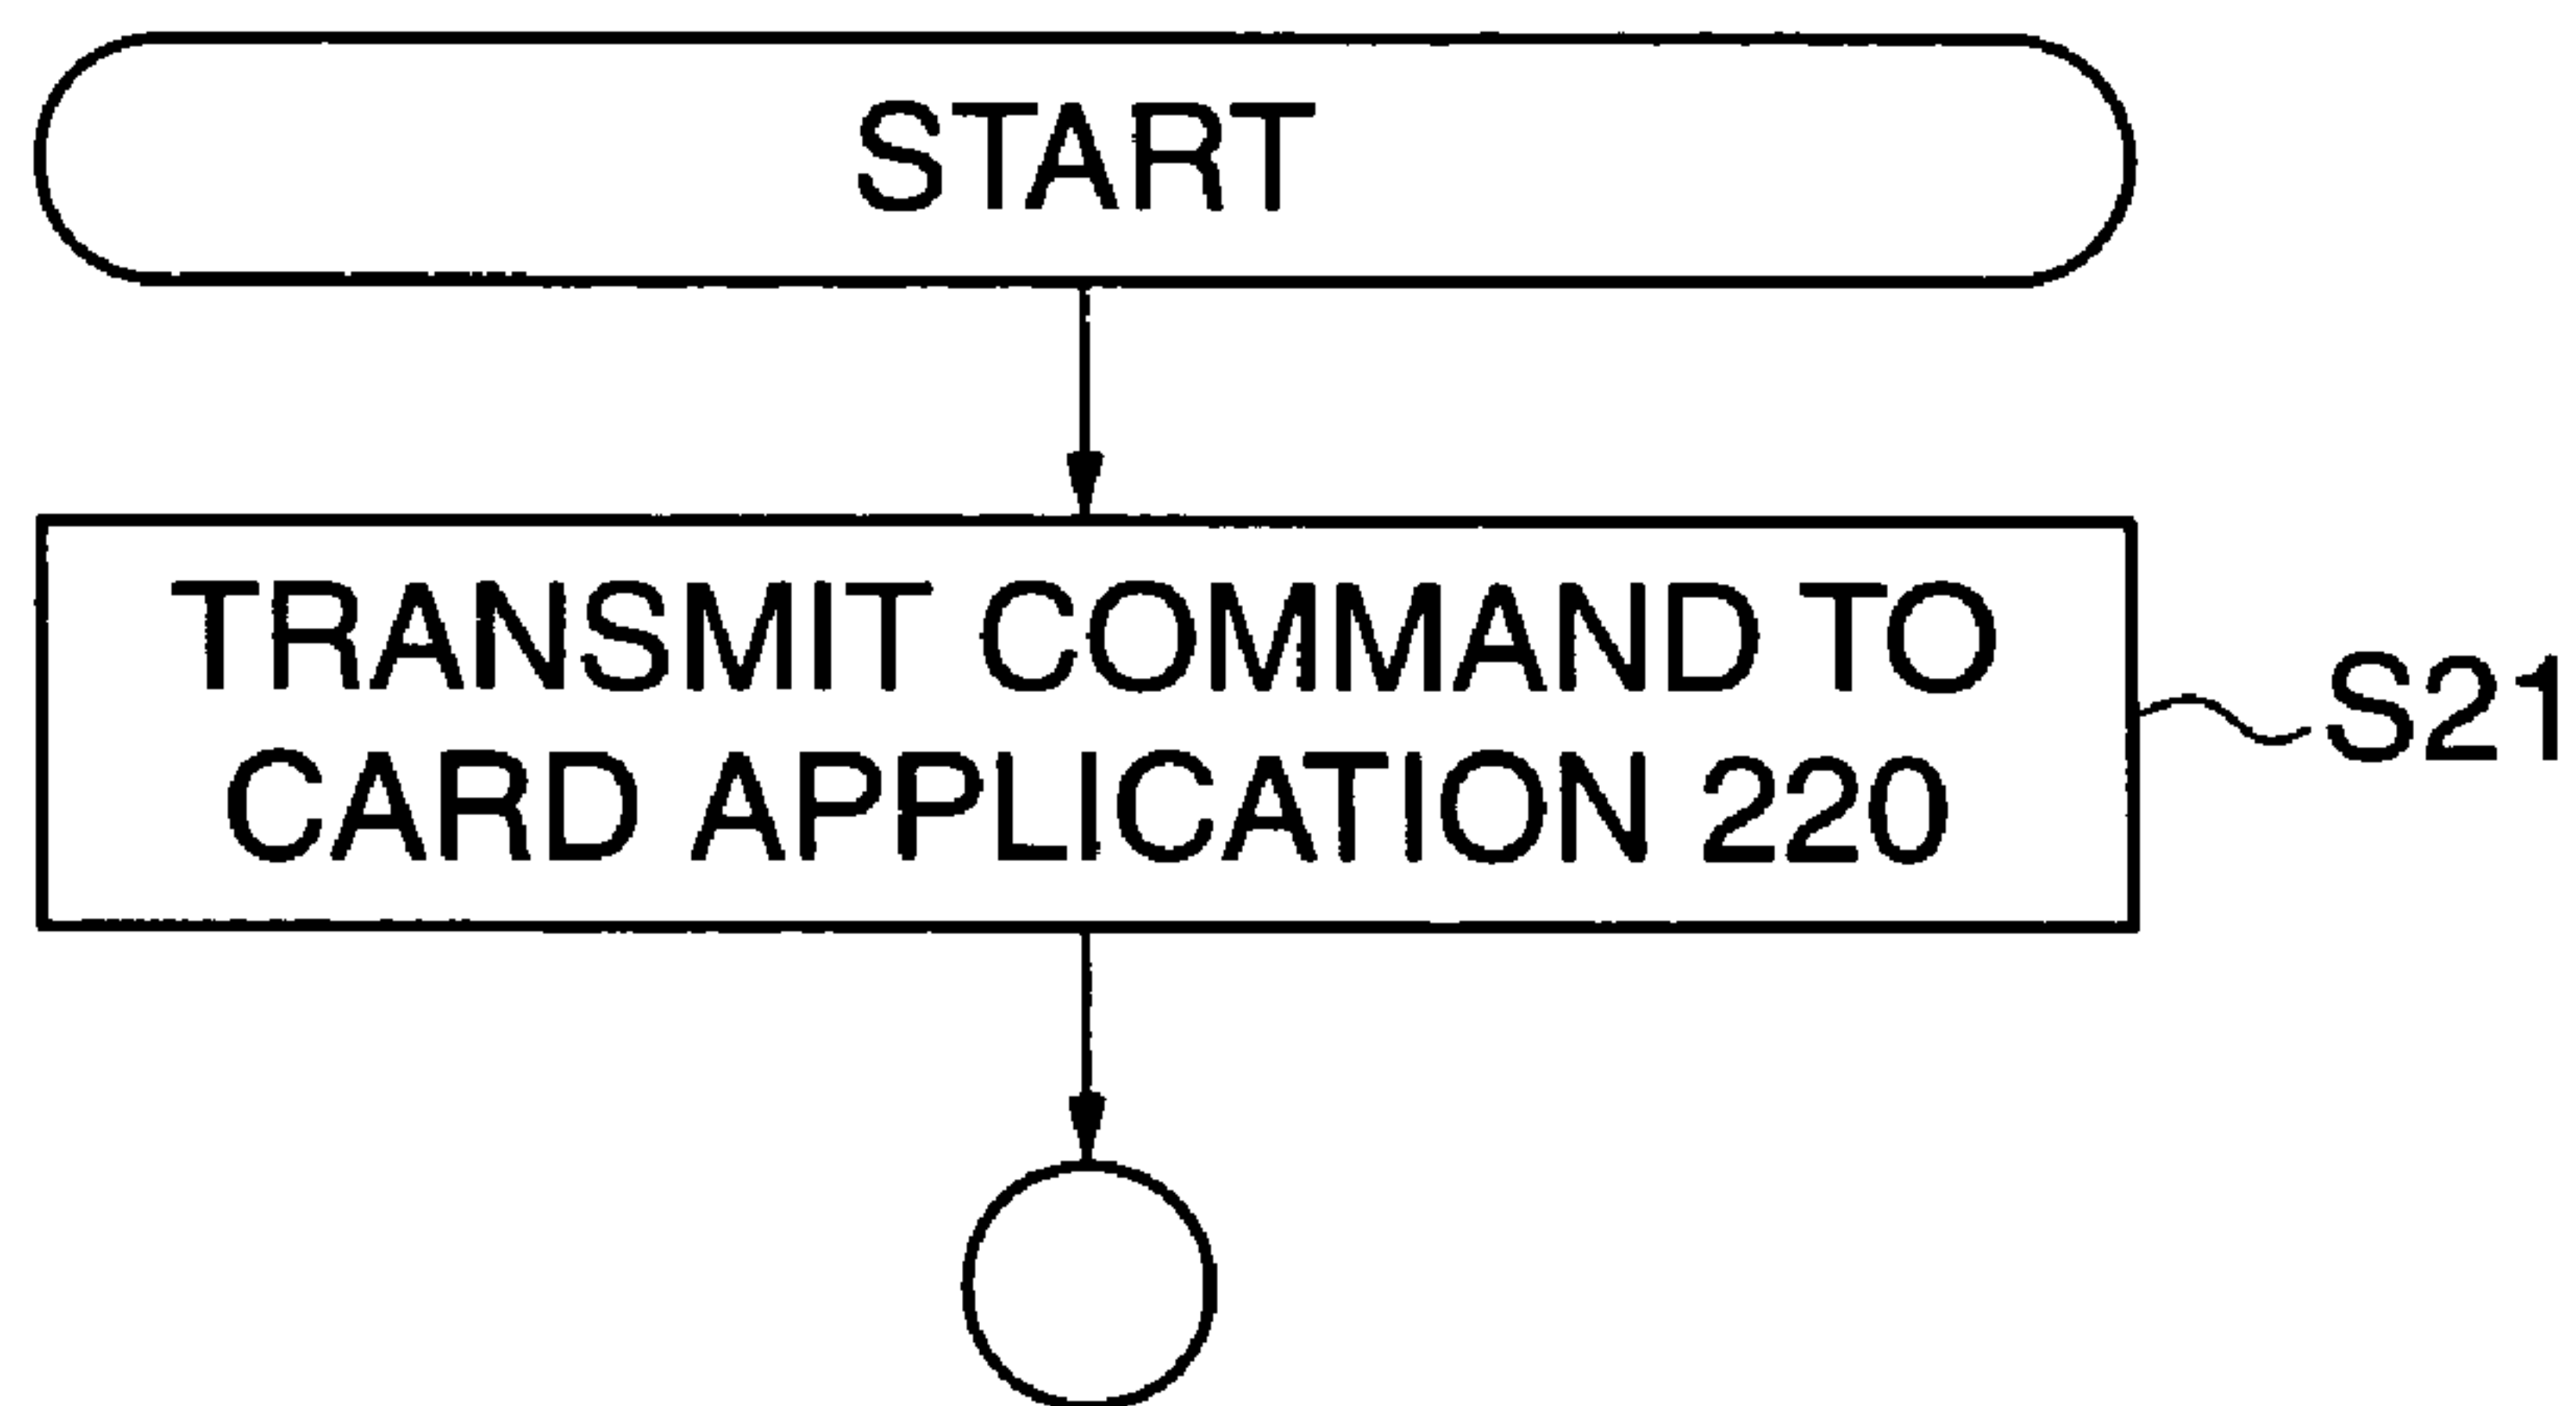 START
TRANSMIT COMMAND TO
CARD APPLICATION 220
S21